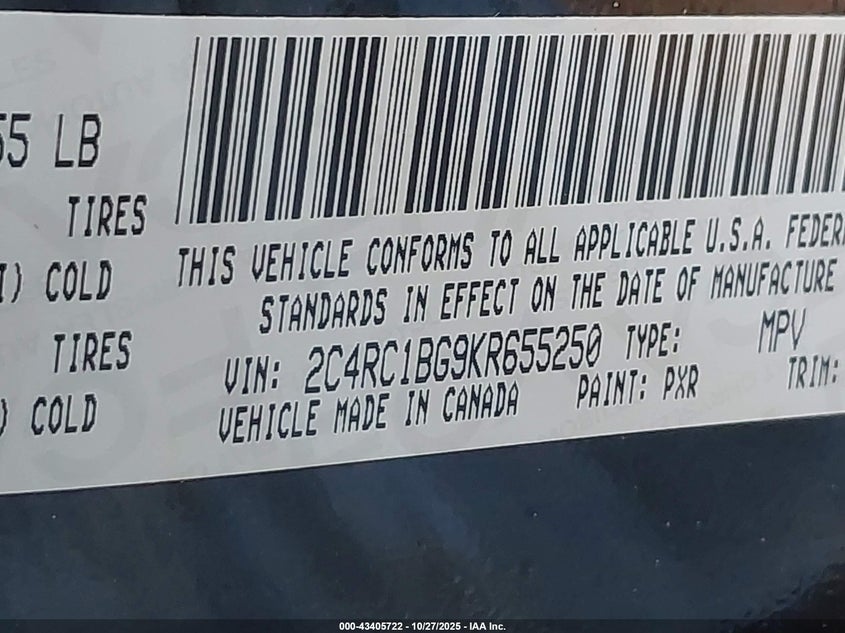 55 LB
TIRES
COLD
TIRES
COLD
THIS VEHICLE CONFORMS TO ALL APPLICABLE U.S.A.
STANDARDS IN EFFECT ON THE DATE OF MANUFACTURE
VIN: 2C4RC1BG9KR655250 TYPE: MPV
VEHICLE MADE IN CANADA PAINT: PXR TRIM:
000-43405722 - 10/27/2025 - IAA Inc.